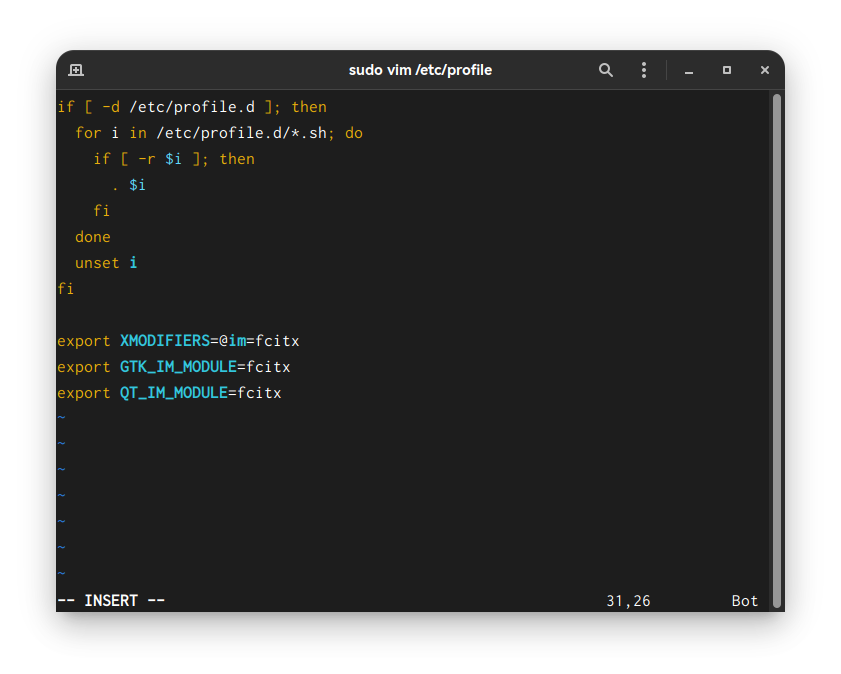 sudo vim /etc/profile
if [ -d /etc/profile.d ]; then
  for i in /etc/profile.d/*.sh; do
    if [ -r $i ]; then
      . $i
    fi
  done
  unset i
fi

export XMODIFIERS=@im=fcitx
export GTK_IM_MODULE=fcitx
export QT_IM_MODULE=fcitx
~
~
~
~
~
~
~
-- INSERT -- 31,26 Bot